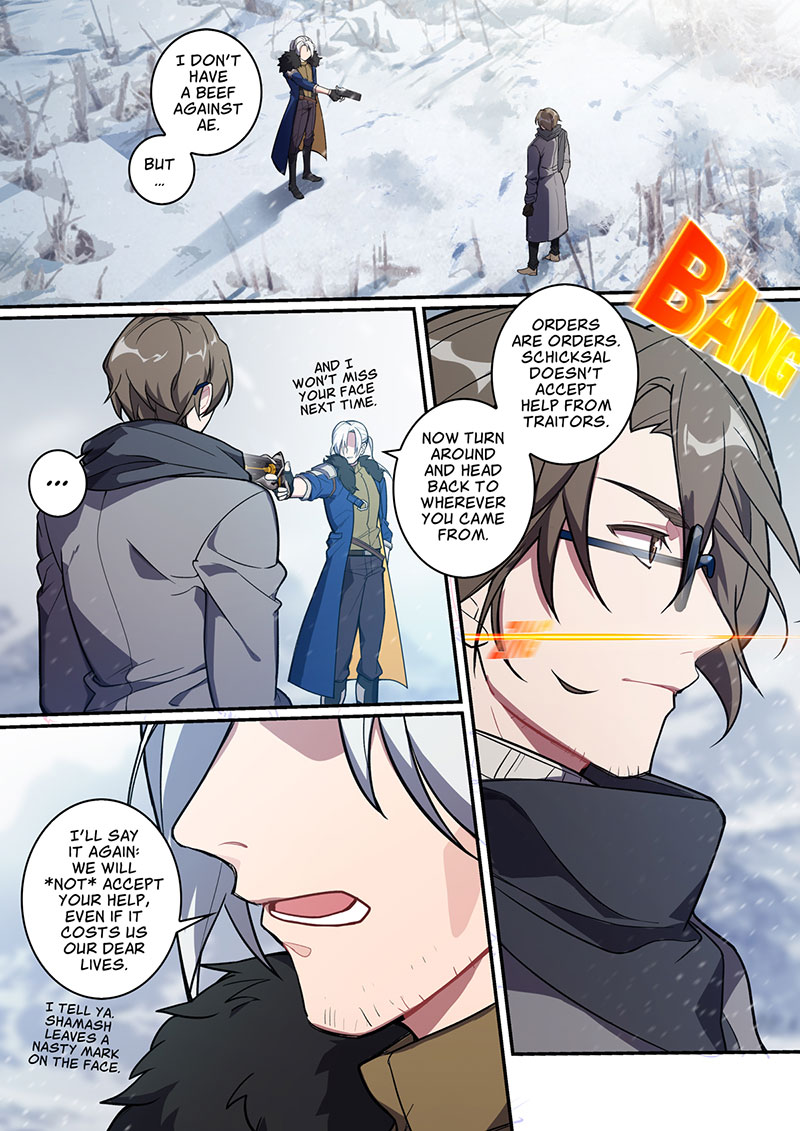 I DON'T
HAVE
A BEEF
AGAINST
AE.
BUT
...
BANG
ORDERS
ARE ORDERS.
SCHICKSAL
DOESN'T
ACCEPT
HELP FROM
TRAITORS.
NOW TURN
AROUND
AND HEAD
BACK TO
WHEREVER
YOU CAME
FROM.
AND I
WON'T MISS
YOUR FACE
NEXT TIME.
...
I'LL SAY
IT AGAIN:
WE WILL
*NOT* ACCEPT
YOUR HELP,
EVEN IF IT
COSTS US
OUR DEAR
LIVES.
I TELL YA.
SHAMASH
LEAVES A
NASTY MARK
ON THE FACE.